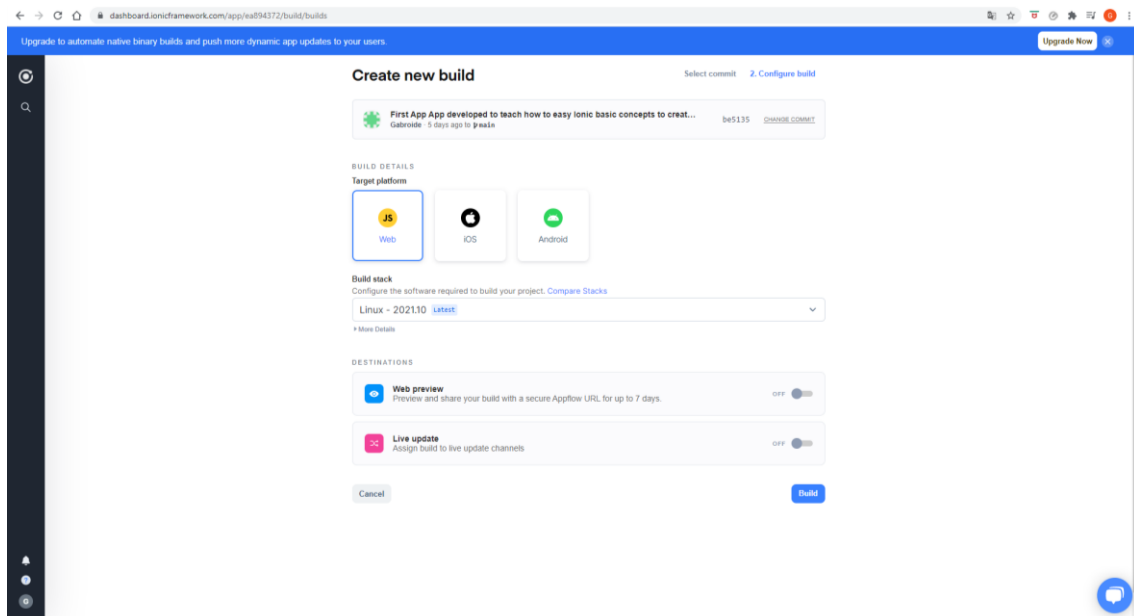 dashboard.ionicframework.com/app/ea894372/build/builds
G
Upgrade to automate native binary builds and push more dynamic app updates to your users.
Upgrade Now
Create new build
Select commit 2. Configure build
First App App developed to teach how to easy Ionic basic concepts to creat...
Gabroide · 5 days ago to main
be5135 CHANGE COMMIT
BUILD DETAILS
Target platform
JS
Web iOS Android
Build stack
Configure the software required to build your project. Compare Stacks
Linux - 2021.10 Latest
More Details
DESTINATIONS
Web preview
Preview and share your build with a secure Appflow URL for up to 7 days.
OFF
Live update
Assign build to live update channels
OFF
Cancel Build
?
G